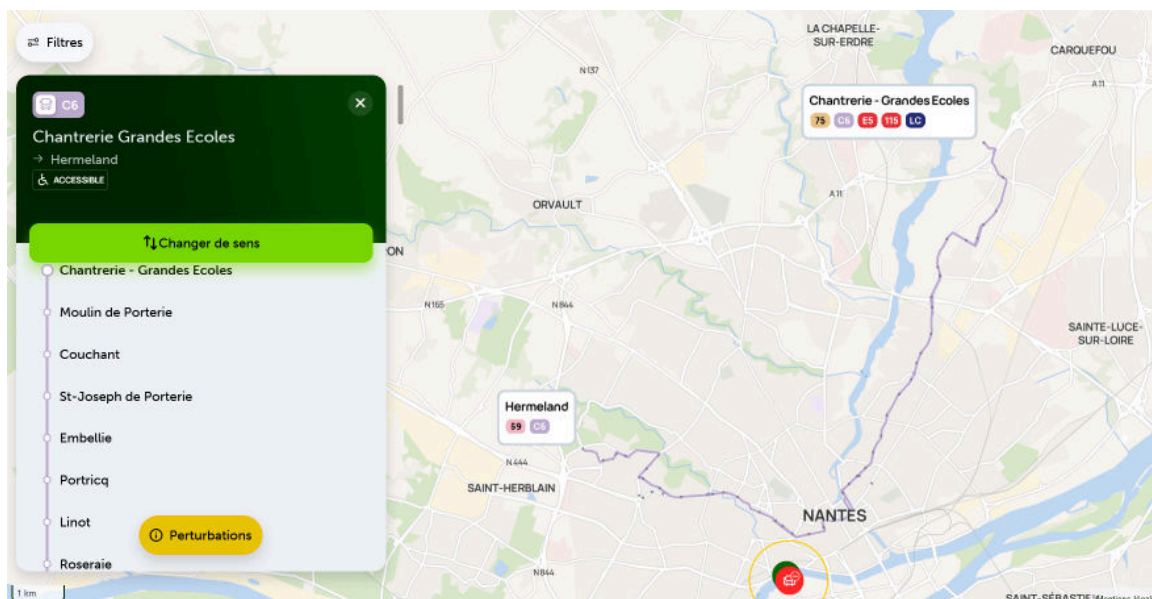 Filtres
C6
Chantrerie Grandes Ecoles
→ Hermeland
ACCESSIBLE
Changer de sens
Chantrerie - Grandes Ecoles
Moulin de Porterie
Couchant
St-Joseph de Porterie
Embellie
Portricq
Linot
Roseraie
Perturbations
1 km
LA CHAPELLE-
SUR-ERDRE
CARQUEFOU
N137
A11
Chantrerie - Grandes Ecoles
75 C6 E5 115 LC
A11
ORVAULT
ON
N165
N844
SAINTE-LUCE-
SUR-LOIRE
Hermeland
59 C6
N444
SAINT-HERBLAIN
NANTES
N844